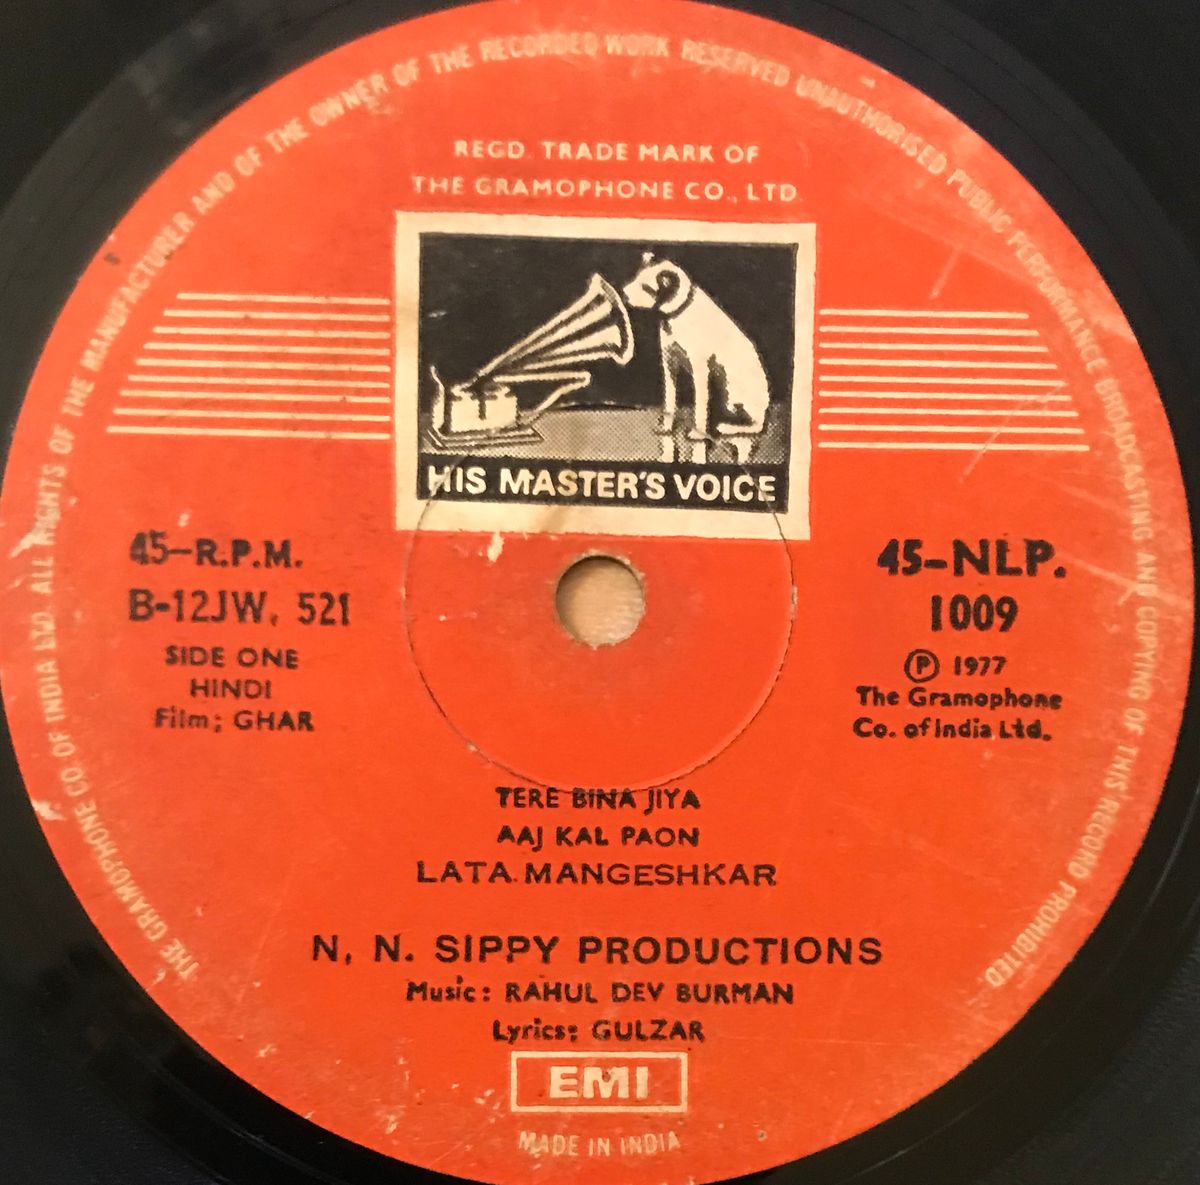 THE GRAMOPHONE CO. OF INDIA LTD. ALL RIGHTS OF THE MANUFACTURER AND OF THE OWNER OF THE RECORDED WORK RESERVED UNAUTHORISED PUBLIC PERFORMANCE BROADCASTING AND COPYING OF THIS RECORD PROHIBITED.
REGD. TRADE MARK OF
THE GRAMOPHONE CO., LTD.
HIS MASTER'S VOICE
45-R.P.M.
B-12JW, 521
SIDE ONE
HINDI
Film; GHAR
45-NLP.
1009
Ⓟ 1977
The Gramophone
Co. of India Ltd.
TERE BINA JIYA
AAJ KAL PAON
LATA MANGESHKAR
N, N. SIPPY PRODUCTIONS
Music: RAHUL DEV BURMAN
Lyrics; GULZAR
EMI
MADE IN INDIA